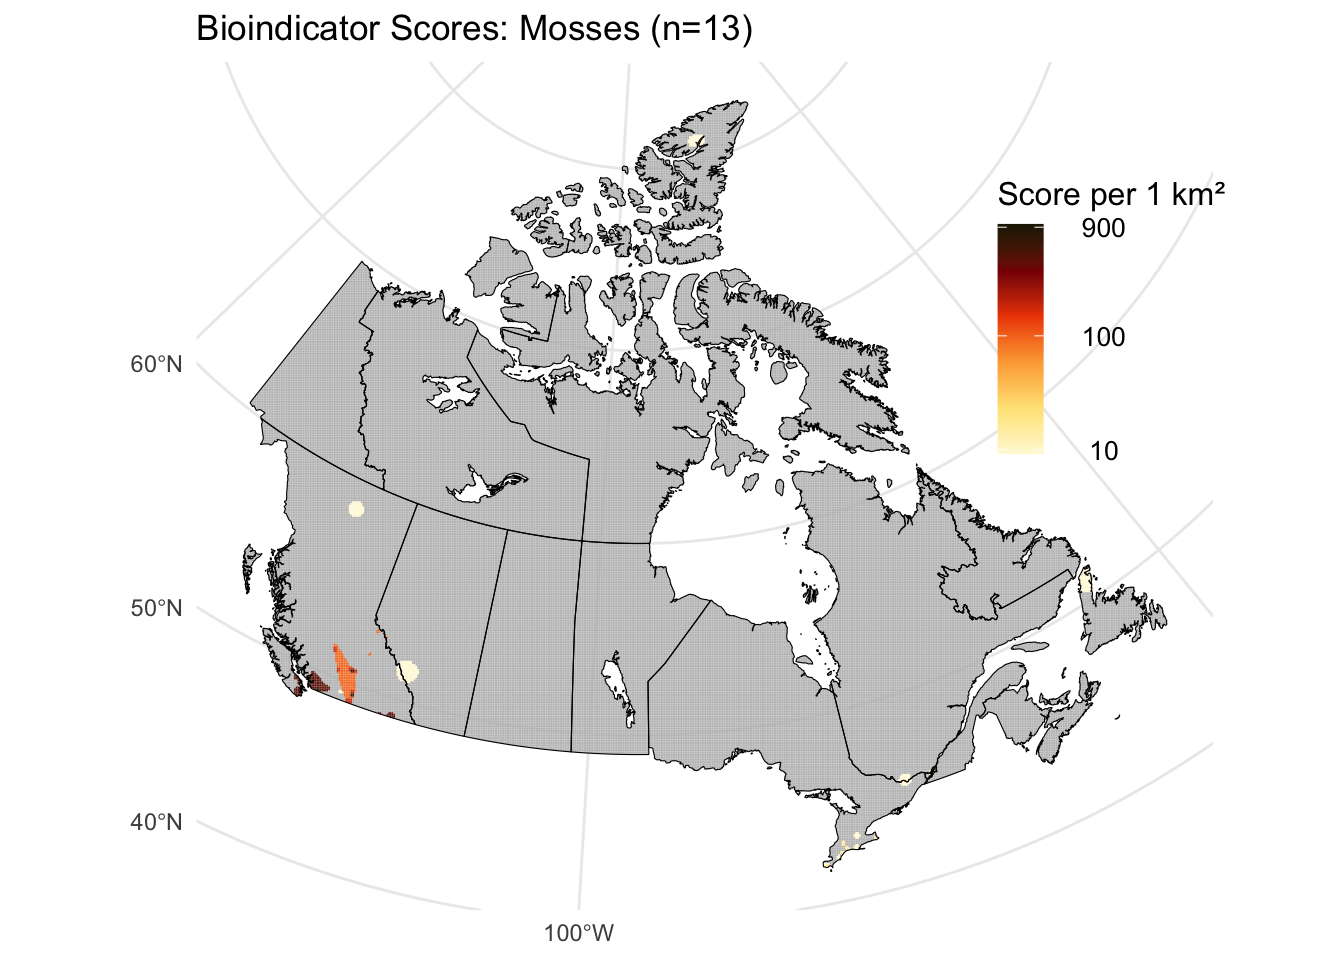 Bioindicator Scores: Mosses (n=13)
Score per 1 km²
900
100
10
60°N
50°N
40°N
100°W